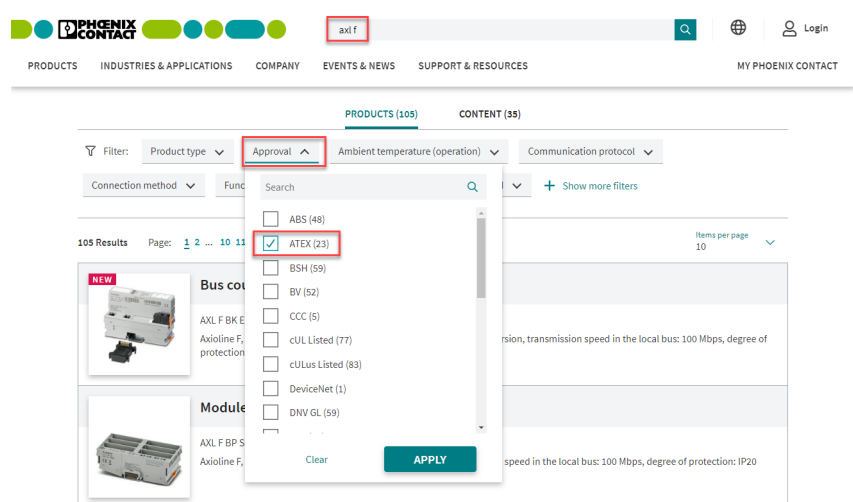 PHŒNIX CONTACT
axl f
Login
PRODUCTS INDUSTRIES & APPLICATIONS COMPANY EVENTS & NEWS SUPPORT & RESOURCES MY PHOENIX CONTACT
PRODUCTS (105) CONTENT (35)
Filter: Product type Approval Ambient temperature (operation) Communication protocol
Connection method Func Show more filters
Search
ABS (48)
105 Results Page: 1 2 ... 10 11 Items per page
10
ATEX (23)
BSH (59)
NEW
Bus cou
BV (52)
AXL F BK E
CCC (5)
Axioline F, rsion, transmission speed in the local bus: 100 Mbps, degree of
protection
cUL Listed (77)
cULus Listed (83)
DeviceNet (1)
Module
DNV GL (59)
AXL F BP S
Axioline F, speed in the local bus: 100 Mbps, degree of protection: IP20
Clear APPLY